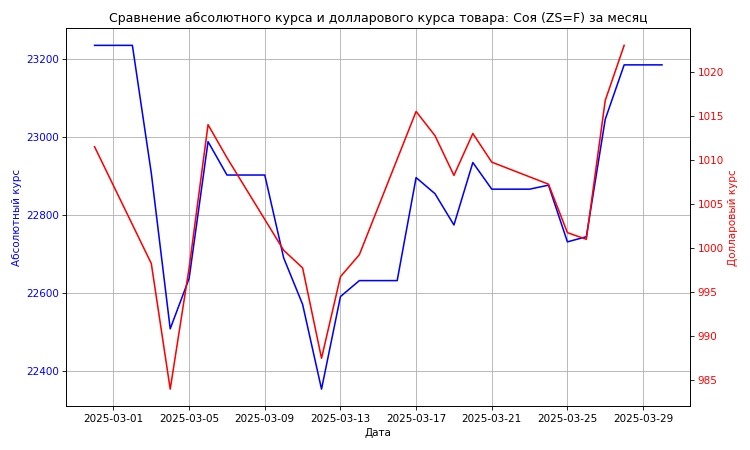 Сравнение абсолютного курса и долларового курса товара: Соя (ZS=F) за месяц
Абсолютный курс
23200
23000
22800
22600
22400
1020
1015
1010
1005
1000
995
990
985
Долларовый курс
2025-03-01 2025-03-05 2025-03-09 2025-03-13 2025-03-17 2025-03-21 2025-03-25 2025-03-29
Дата